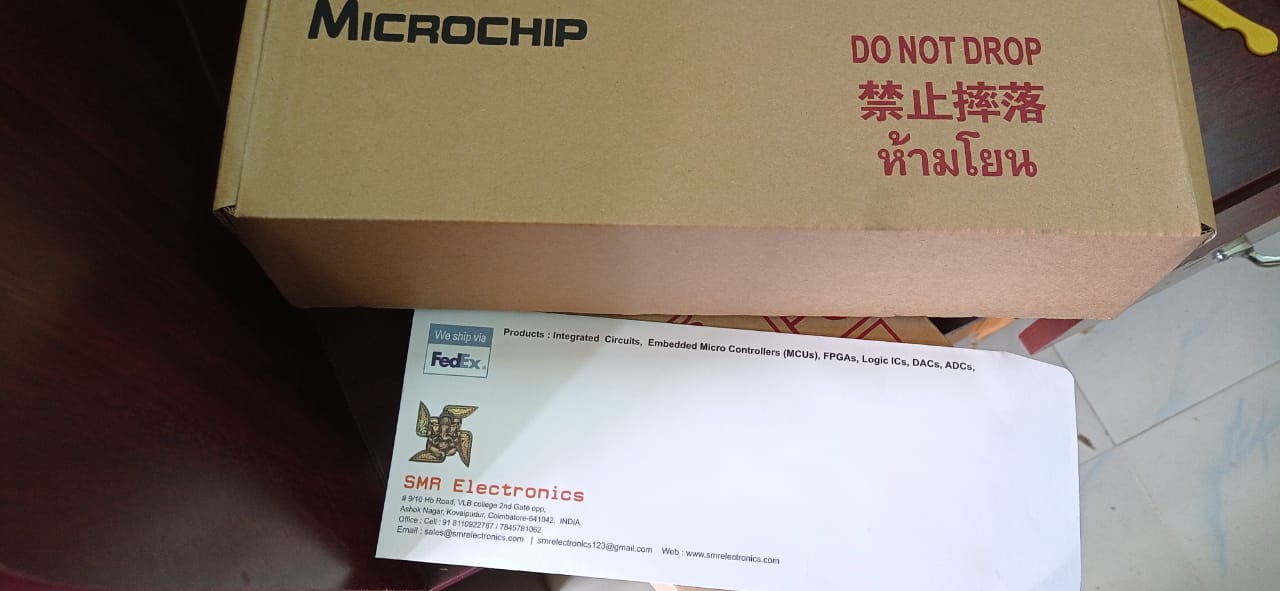 MICROCHIP
DO NOT DROP
禁止摔落
ห้ามโยน
We ship via
FedEx
Products : Integrated Circuits, Embedded Micro Controllers (MCUs), FPGAs, Logic ICs, DACs, ADCs,
SMR Electronics
# 9/10 Hb Road, VLB college 2nd Gate opp,
Ashok Nagar, Kovaipudur, Coimbatore-641042, INDIA
Office : Cell : 91 8110922787 / 7845781062
Email : sales@smrelectronics.com | smrelectronics123@gmail.com Web : www.smrelectronics.com